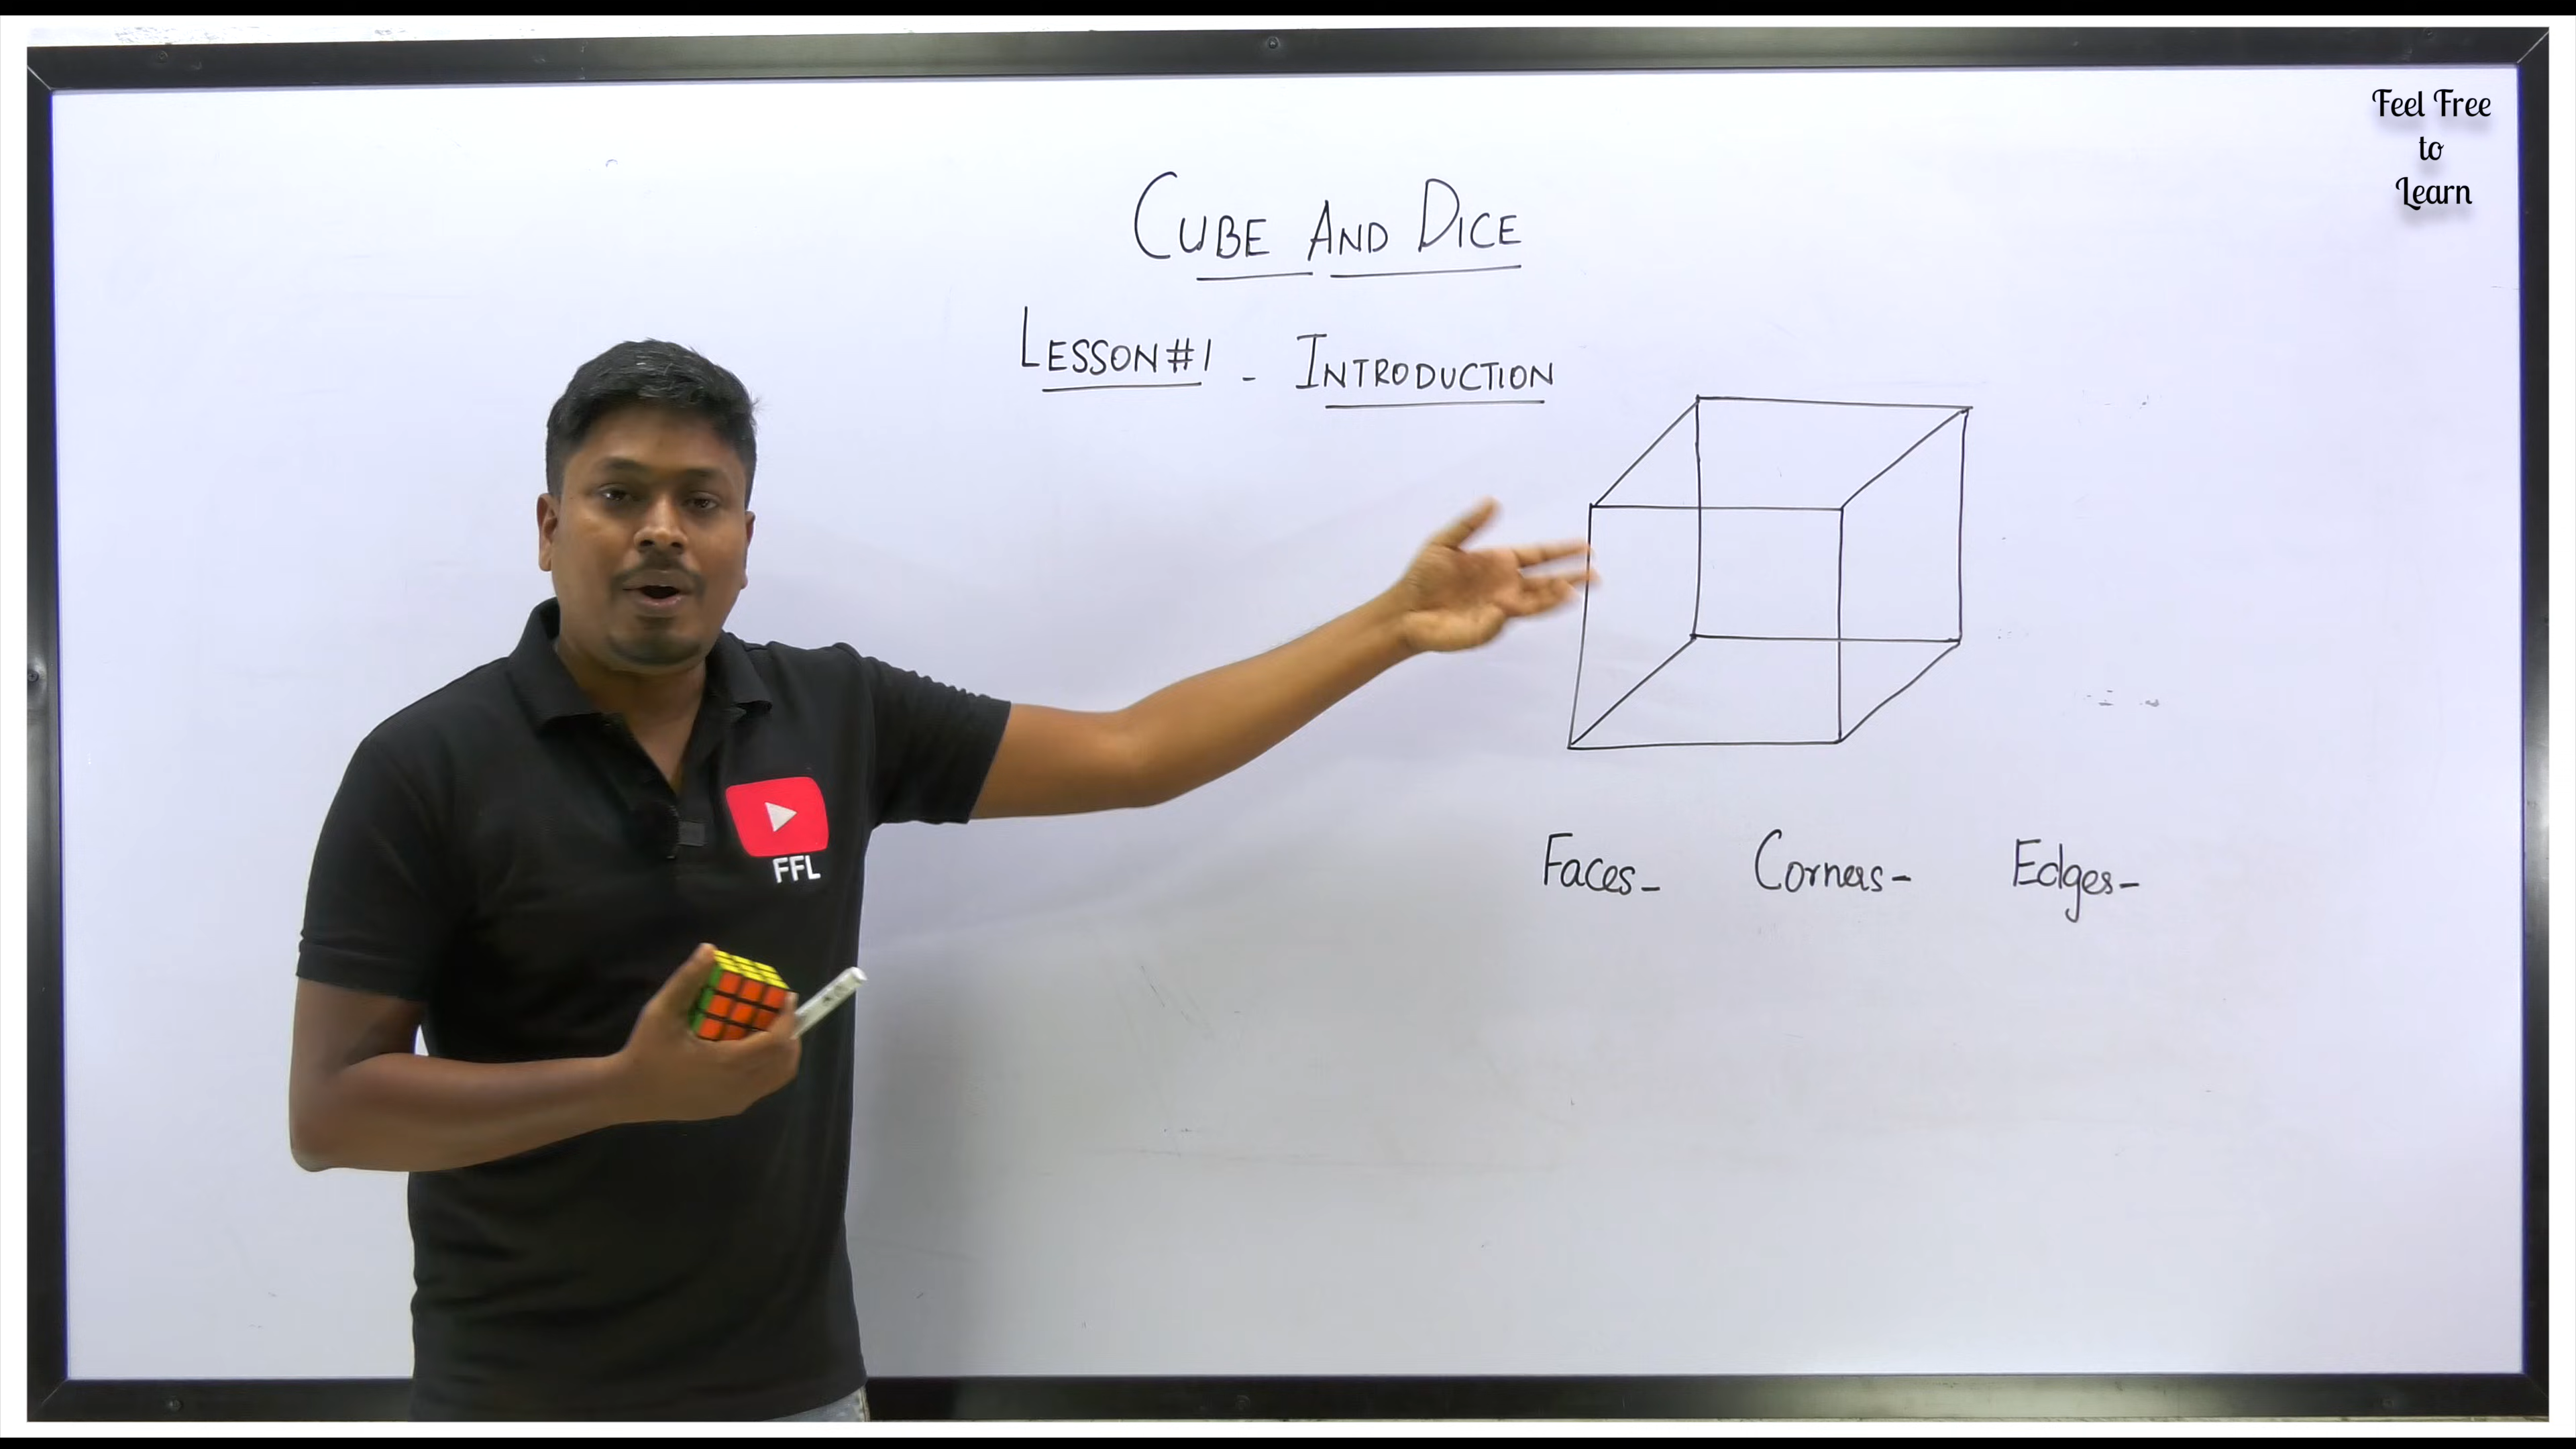 Feel Free
to
Learn
CUBE AND DICE
LESSON#1 - INTRODUCTION
FFL
Faces- Corners- Edges-